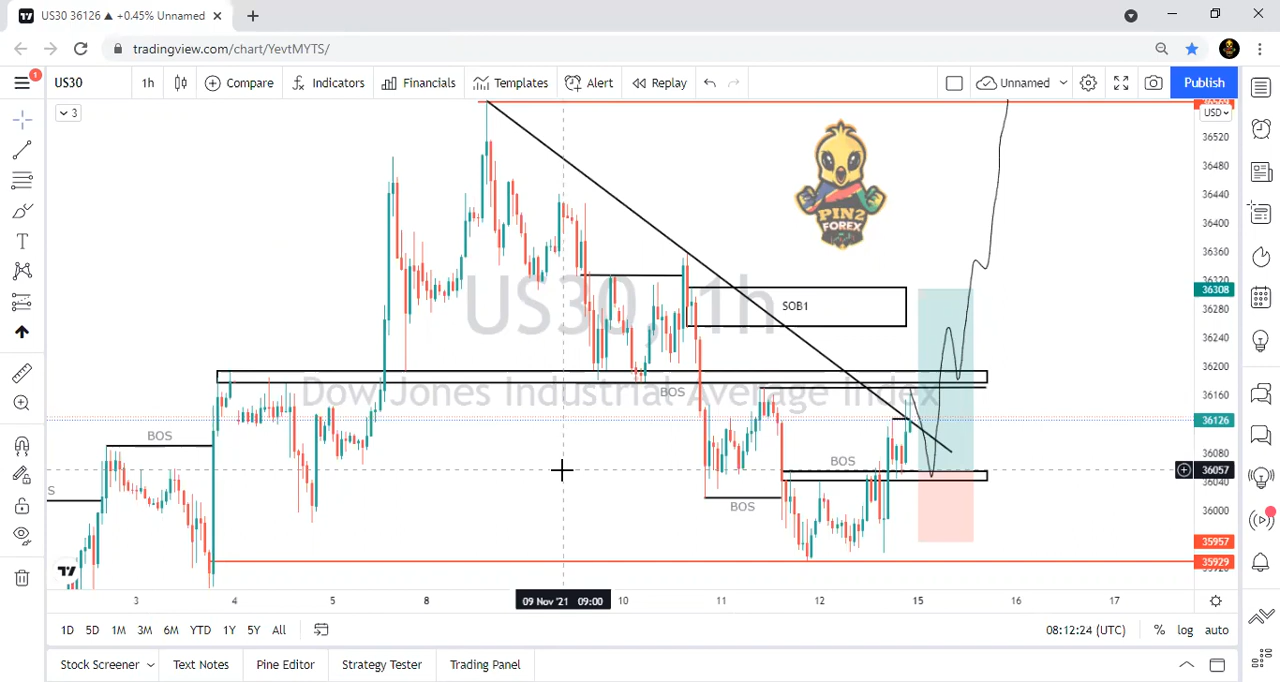 US30 36126 ▲ +0.45% Unnamed
tradingview.com/chart/YevtMYTS/
1
US30 1h Compare Indicators Financials Templates Alert Replay Unnamed Publish
3
USD
36520
36480
36440
36400
36360
36308
36280
36240
36200
36160
36126
36080
36057
36040
36000
35957
35929
PIN2
FOREX
US30, 1h
Dow Jones Industrial Average Index
SOB1
BOS
BOS
BOS
BOS
S
3 4 5 8 09 Nov '21 09:00 10 11 12 15 16 17
1D 5D 1M 3M 6M YTD 1Y 5Y All 08:12:24 (UTC) % log auto
Stock Screener Text Notes Pine Editor Strategy Tester Trading Panel